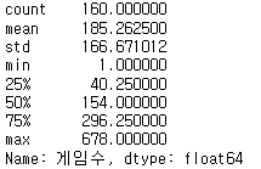 count    160.000000
mean     185.262500
std      166.671012
min        1.000000
25%       40.250000
50%      154.000000
75%      296.250000
max      678.000000
Name: 게임수, dtype: float64